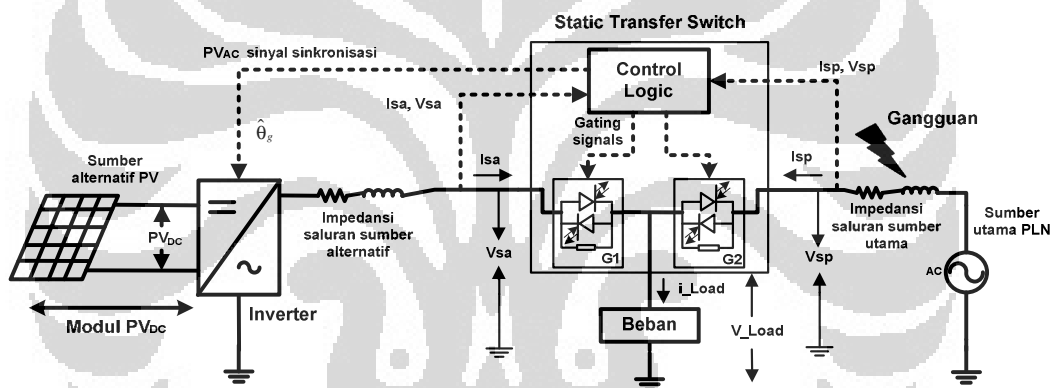 Static Transfer Switch
PVAC sinyal sinkronisasi
Control
Logic
Isp, Vsp
Isa, Vsa
Gating
signals
Gangguan
θ̂g
Sumber
alternatif PV
Isa
Isp
PVDC
Impedansi
saluran sumber
alternatif
Impedansi
saluran sumber
utama
Sumber
utama PLN
Vsa
G1
G2
Vsp
AC
i_Load
Modul PVDC
Inverter
Beban
V_Load